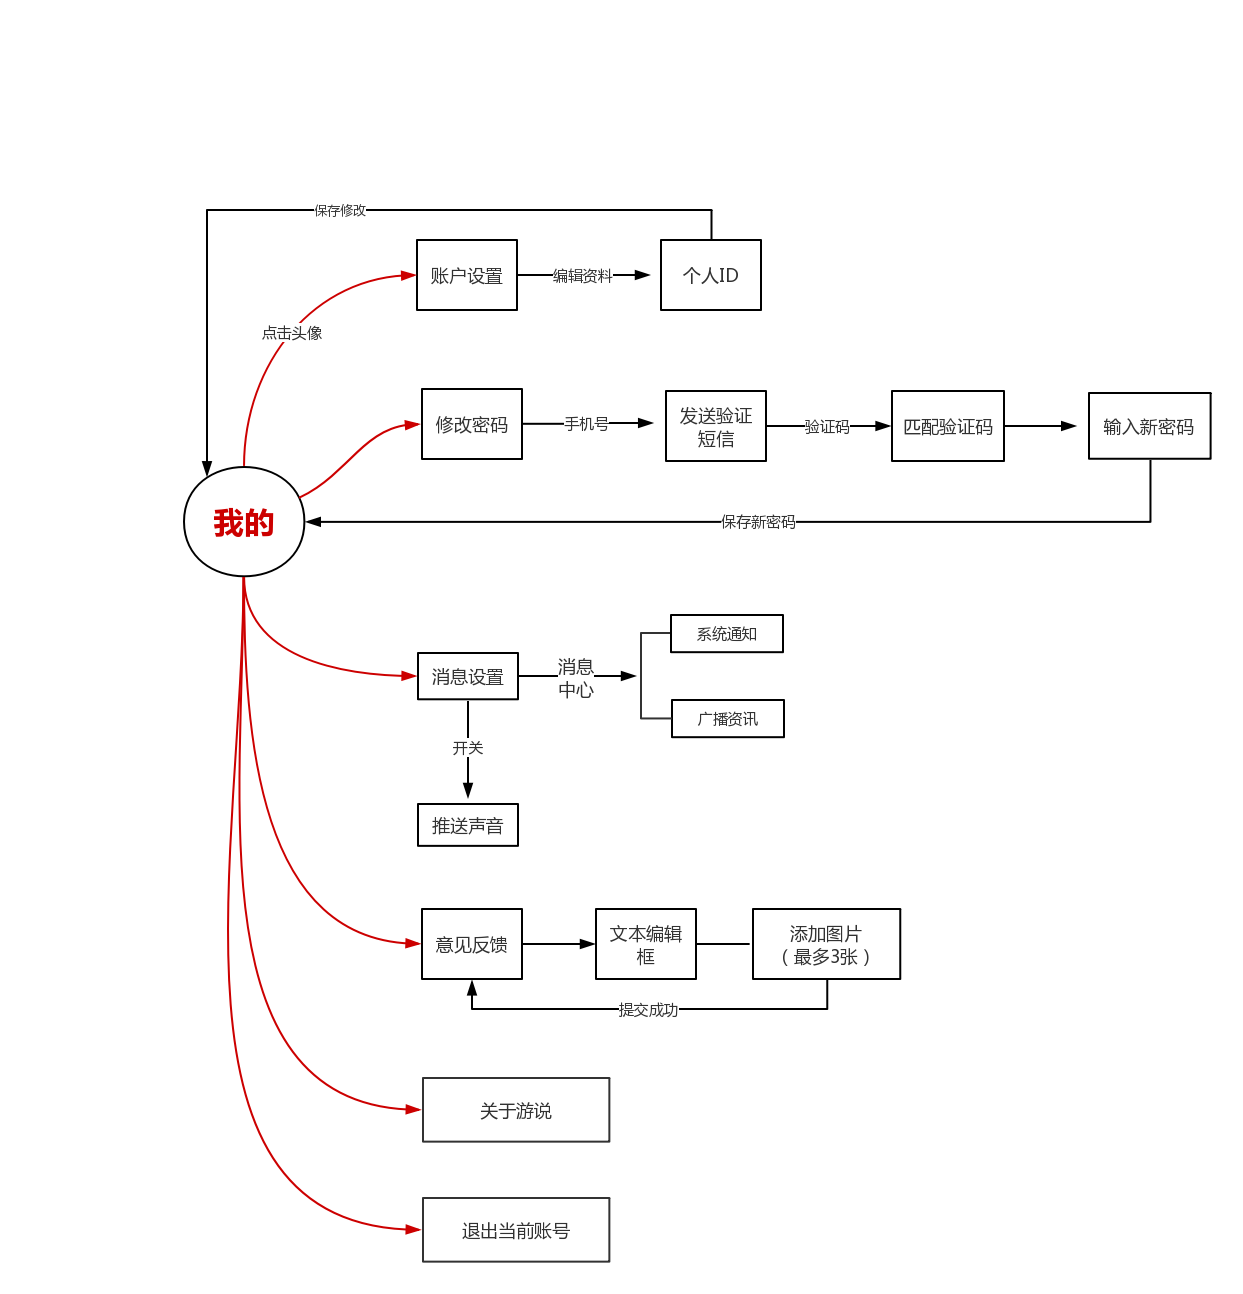 保存修改
账户设置
编辑资料
个人ID
点击头像
修改密码
手机号
发送验证
短信
验证码
匹配验证码
输入新密码
我的
保存新密码
系统通知
消息设置
消息
中心
广播资讯
开关
推送声音
意见反馈
文本编辑
框
添加图片
（最多3张）
提交成功
关于游说
退出当前账号